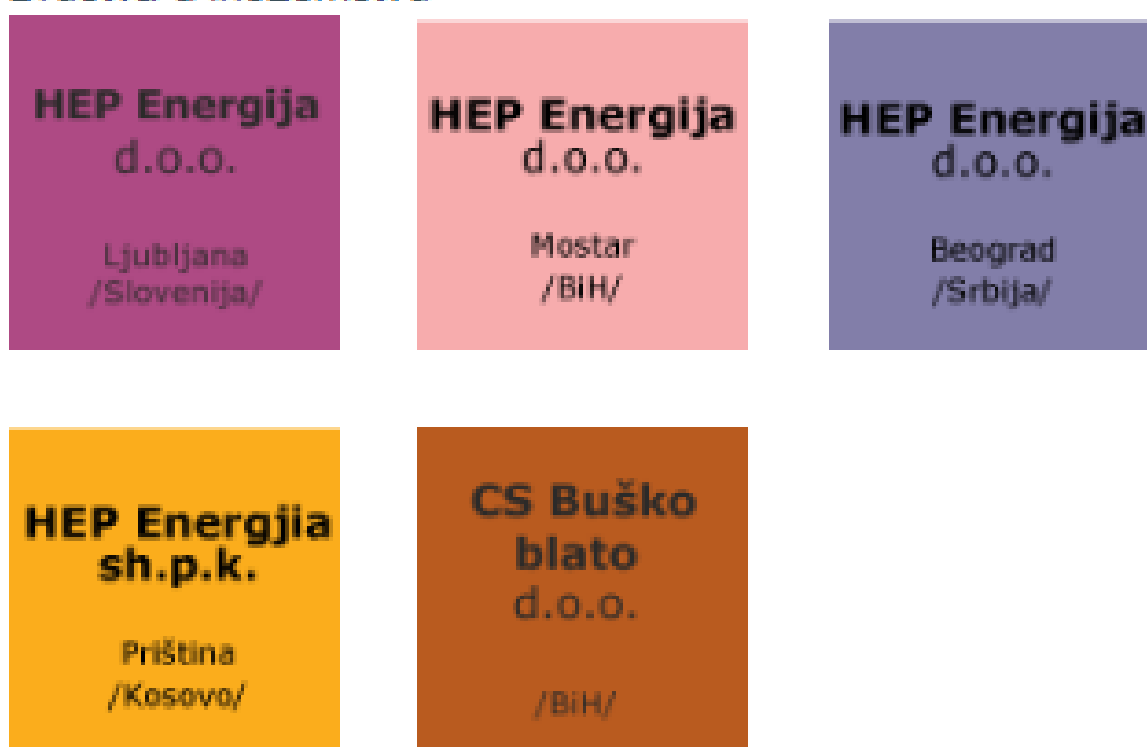 HEP Energija
d.o.o.
Ljubljana
/Slovenija/
HEP Energija
d.o.o.
Mostar
/BiH/
HEP Energija
d.o.o.
Beograd
/Srbija/
HEP Energjia
sh.p.k.
Priština
/Kosovo/
CS Buško
blato
d.o.o.
/BiH/